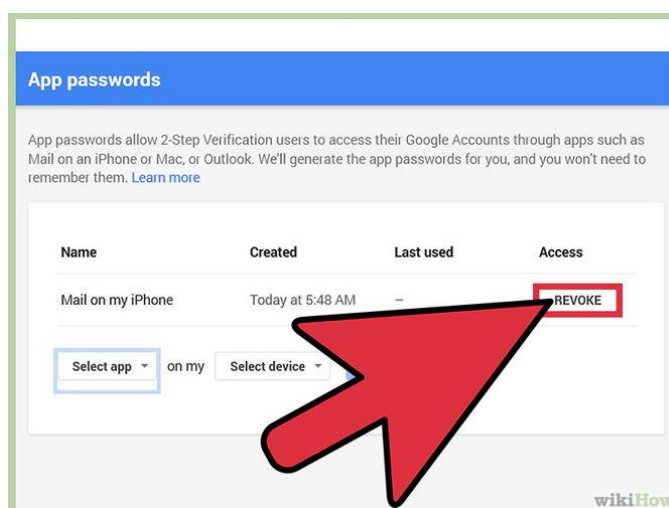 App passwords
App passwords allow 2-Step Verification users to access their Google Accounts through apps such as
Mail on an iPhone or Mac, or Outlook. We'll generate the app passwords for you, and you won't need to
remember them. Learn more
Name Created Last used Access
Mail on my iPhone Today at 5:48 AM – REVOKE
Select app on my Select device
wikiHow